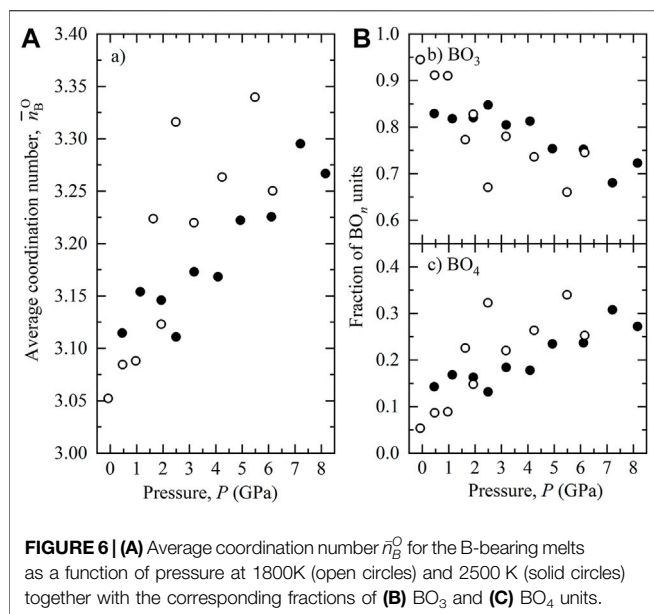 A
B
3.40
3.35
3.30
3.25
3.20
3.15
3.10
3.05
3.00
a)
Average coordination number, n̄_B^O
0 1 2 3 4 5 6 7 8
Pressure, P (GPa)
1.0
0.9
0.8
0.7
0.6
b) BO₃
Fraction of BOₙ units
0.4
0.3
0.2
0.1
0.0
c) BO₄
0 1 2 3 4 5 6 7 8
Pressure, P (GPa)
FIGURE 6 | (A) Average coordination number n̄_B^O for the B-bearing melts
as a function of pressure at 1800K (open circles) and 2500 K (solid circles)
together with the corresponding fractions of (B) BO₃ and (C) BO₄ units.